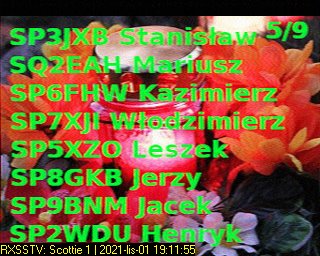 SP3JXB Stanisław 5/9
SQ2EAH Mariusz
SP6FHW Kazimierz
SP7XJI Włodzimierz
SP5XZO Leszek
SP8GKB Jerzy
SP9BNM Jacek
SP2WDU Henryk
RXSSTV: Scottie 1 | 2021-lis-01 19:11:55